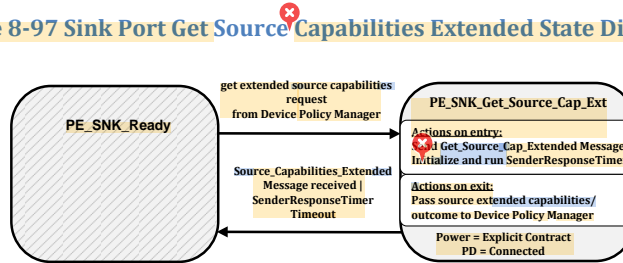 8-97 Sink Port Get Source Capabilities Extended State Di
get extended source capabilities
request
from Device Policy Manager
PE_SNK_Ready
Source_Capabilities_Extended
Message received |
SenderResponseTimer
Timeout
PE_SNK_Get_Source_Cap_Ext
Actions on entry:
Get_Source_Cap_Extended Message
Initialize and run SenderResponseTimer
Actions on exit:
Pass source extended capabilities/
outcome to Device Policy Manager
Power = Explicit Contract
PD = Connected